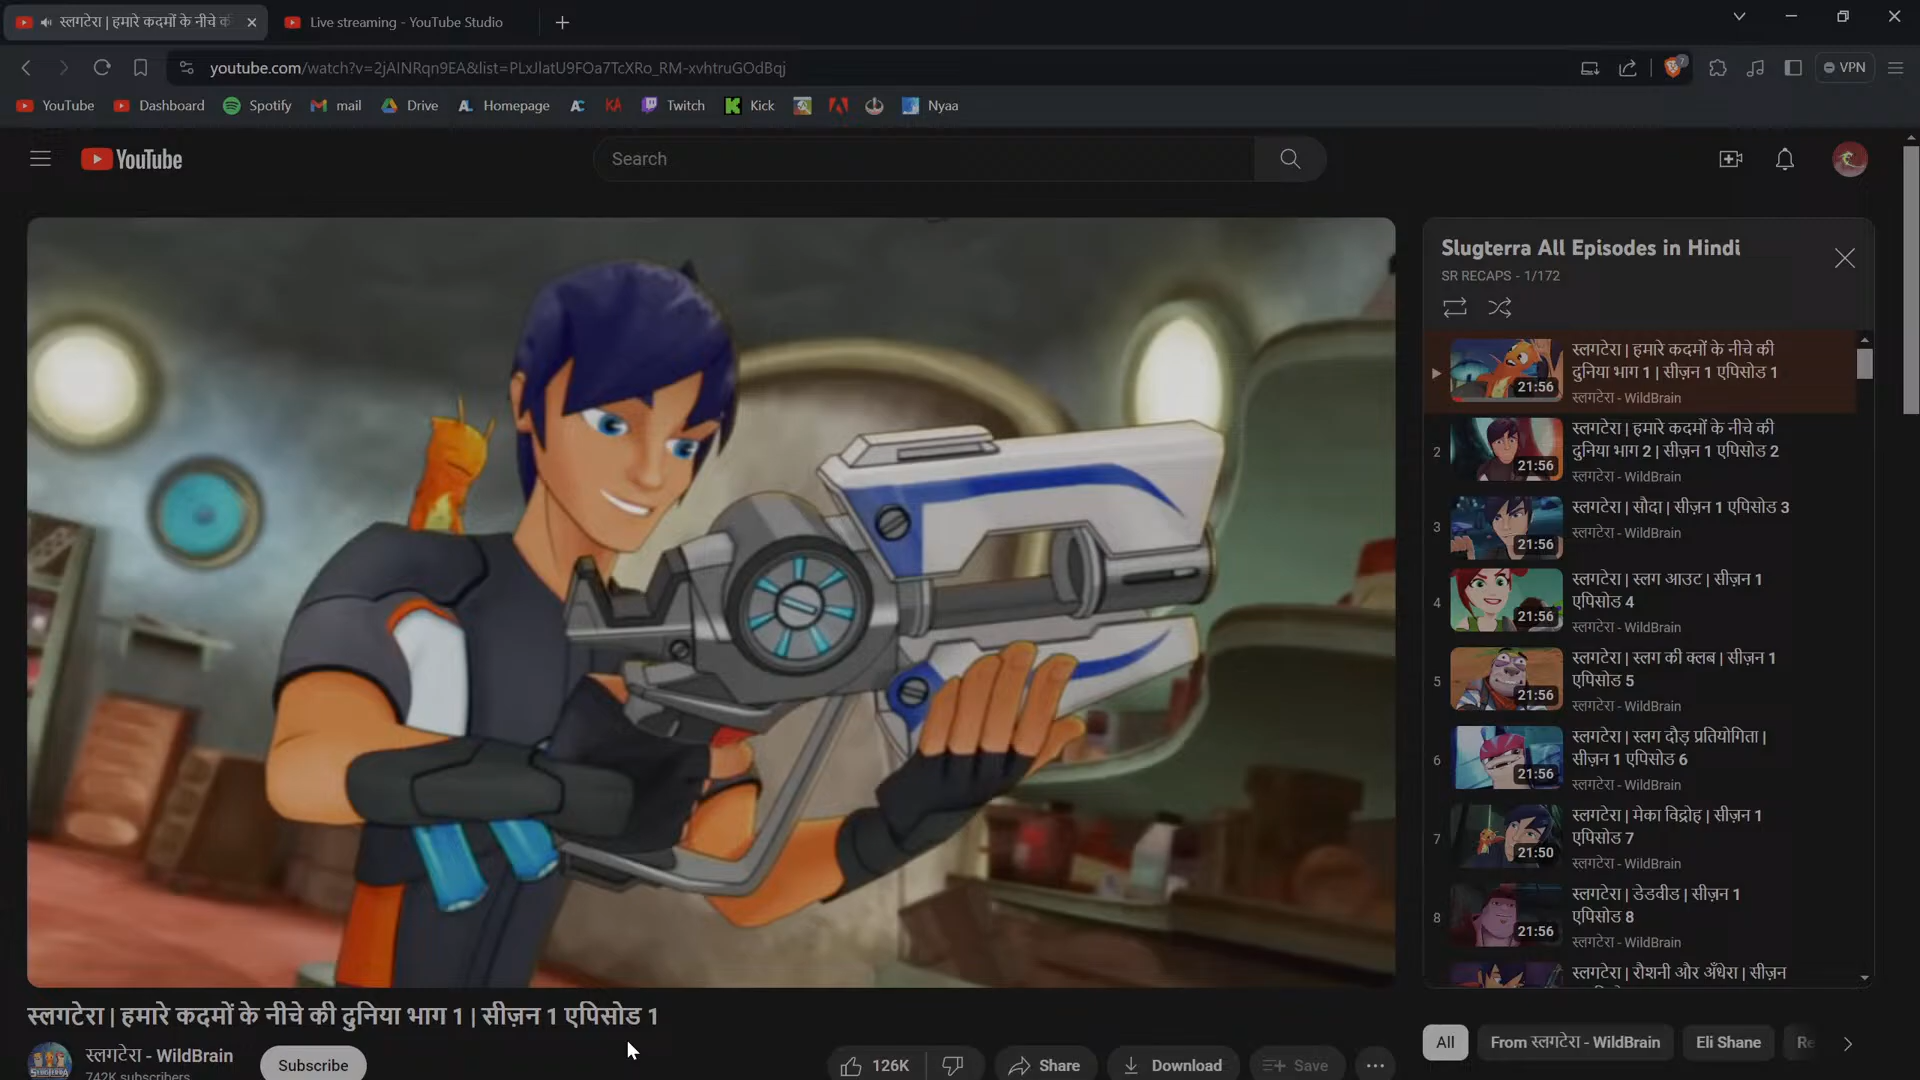 स्लगटेरा | हमारे कदमों के नीचे की
Live streaming - YouTube Studio
youtube.com/watch?v=2jAINRqn9EA&list=PLxJlatU9FOa7TcXRo_RM-xvhtruGOdBqj
7
VPN
YouTube
Dashboard
Spotify
mail
Drive
AL
Homepage
AC
KA
Twitch
Kick
Nyaa
YouTube
Search
Slugterra All Episodes in Hindi
SR RECAPS - 1/172
21:56
स्लगटेरा | हमारे कदमों के नीचे की
दुनिया भाग 1 | सीज़न 1 एपिसोड 1
स्लगटेरा - WildBrain
2
21:56
स्लगटेरा | हमारे कदमों के नीचे की
दुनिया भाग 2 | सीज़न 1 एपिसोड 2
स्लगटेरा - WildBrain
3
21:56
स्लगटेरा | सौदा | सीज़न 1 एपिसोड 3
स्लगटेरा - WildBrain
4
21:56
स्लगटेरा | स्लग आउट | सीज़न 1
एपिसोड 4
स्लगटेरा - WildBrain
5
21:56
स्लगटेरा | स्लग की क्लब | सीज़न 1
एपिसोड 5
स्लगटेरा - WildBrain
6
21:56
स्लगटेरा | स्लग दौड़ प्रतियोगिता |
सीज़न 1 एपिसोड 6
स्लगटेरा - WildBrain
7
21:50
स्लगटेरा | मेका विद्रोह | सीज़न 1
एपिसोड 7
स्लगटेरा - WildBrain
8
21:56
स्लगटेरा | डेडवीड | सीज़न 1
एपिसोड 8
स्लगटेरा - WildBrain
स्लगटेरा | रौशनी और अँधेरा | सीज़न
स्लगटेरा | हमारे कदमों के नीचे की दुनिया भाग 1 | सीज़न 1 एपिसोड 1
स्लगटेरा - WildBrain
742K subscribers
Subscribe
126K
Share
Download
Save
All
From स्लगटेरा - WildBrain
Eli Shane
Re